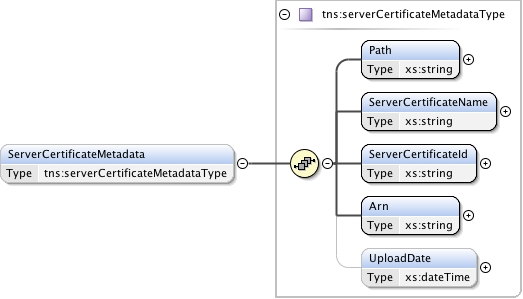 tns:serverCertificateMetadataType
Path
Type xs:string
ServerCertificateName
Type xs:string
ServerCertificateMetadata
Type tns:serverCertificateMetadataType
ServerCertificateId
Type xs:string
Arn
Type xs:string
UploadDate
Type xs:dateTime